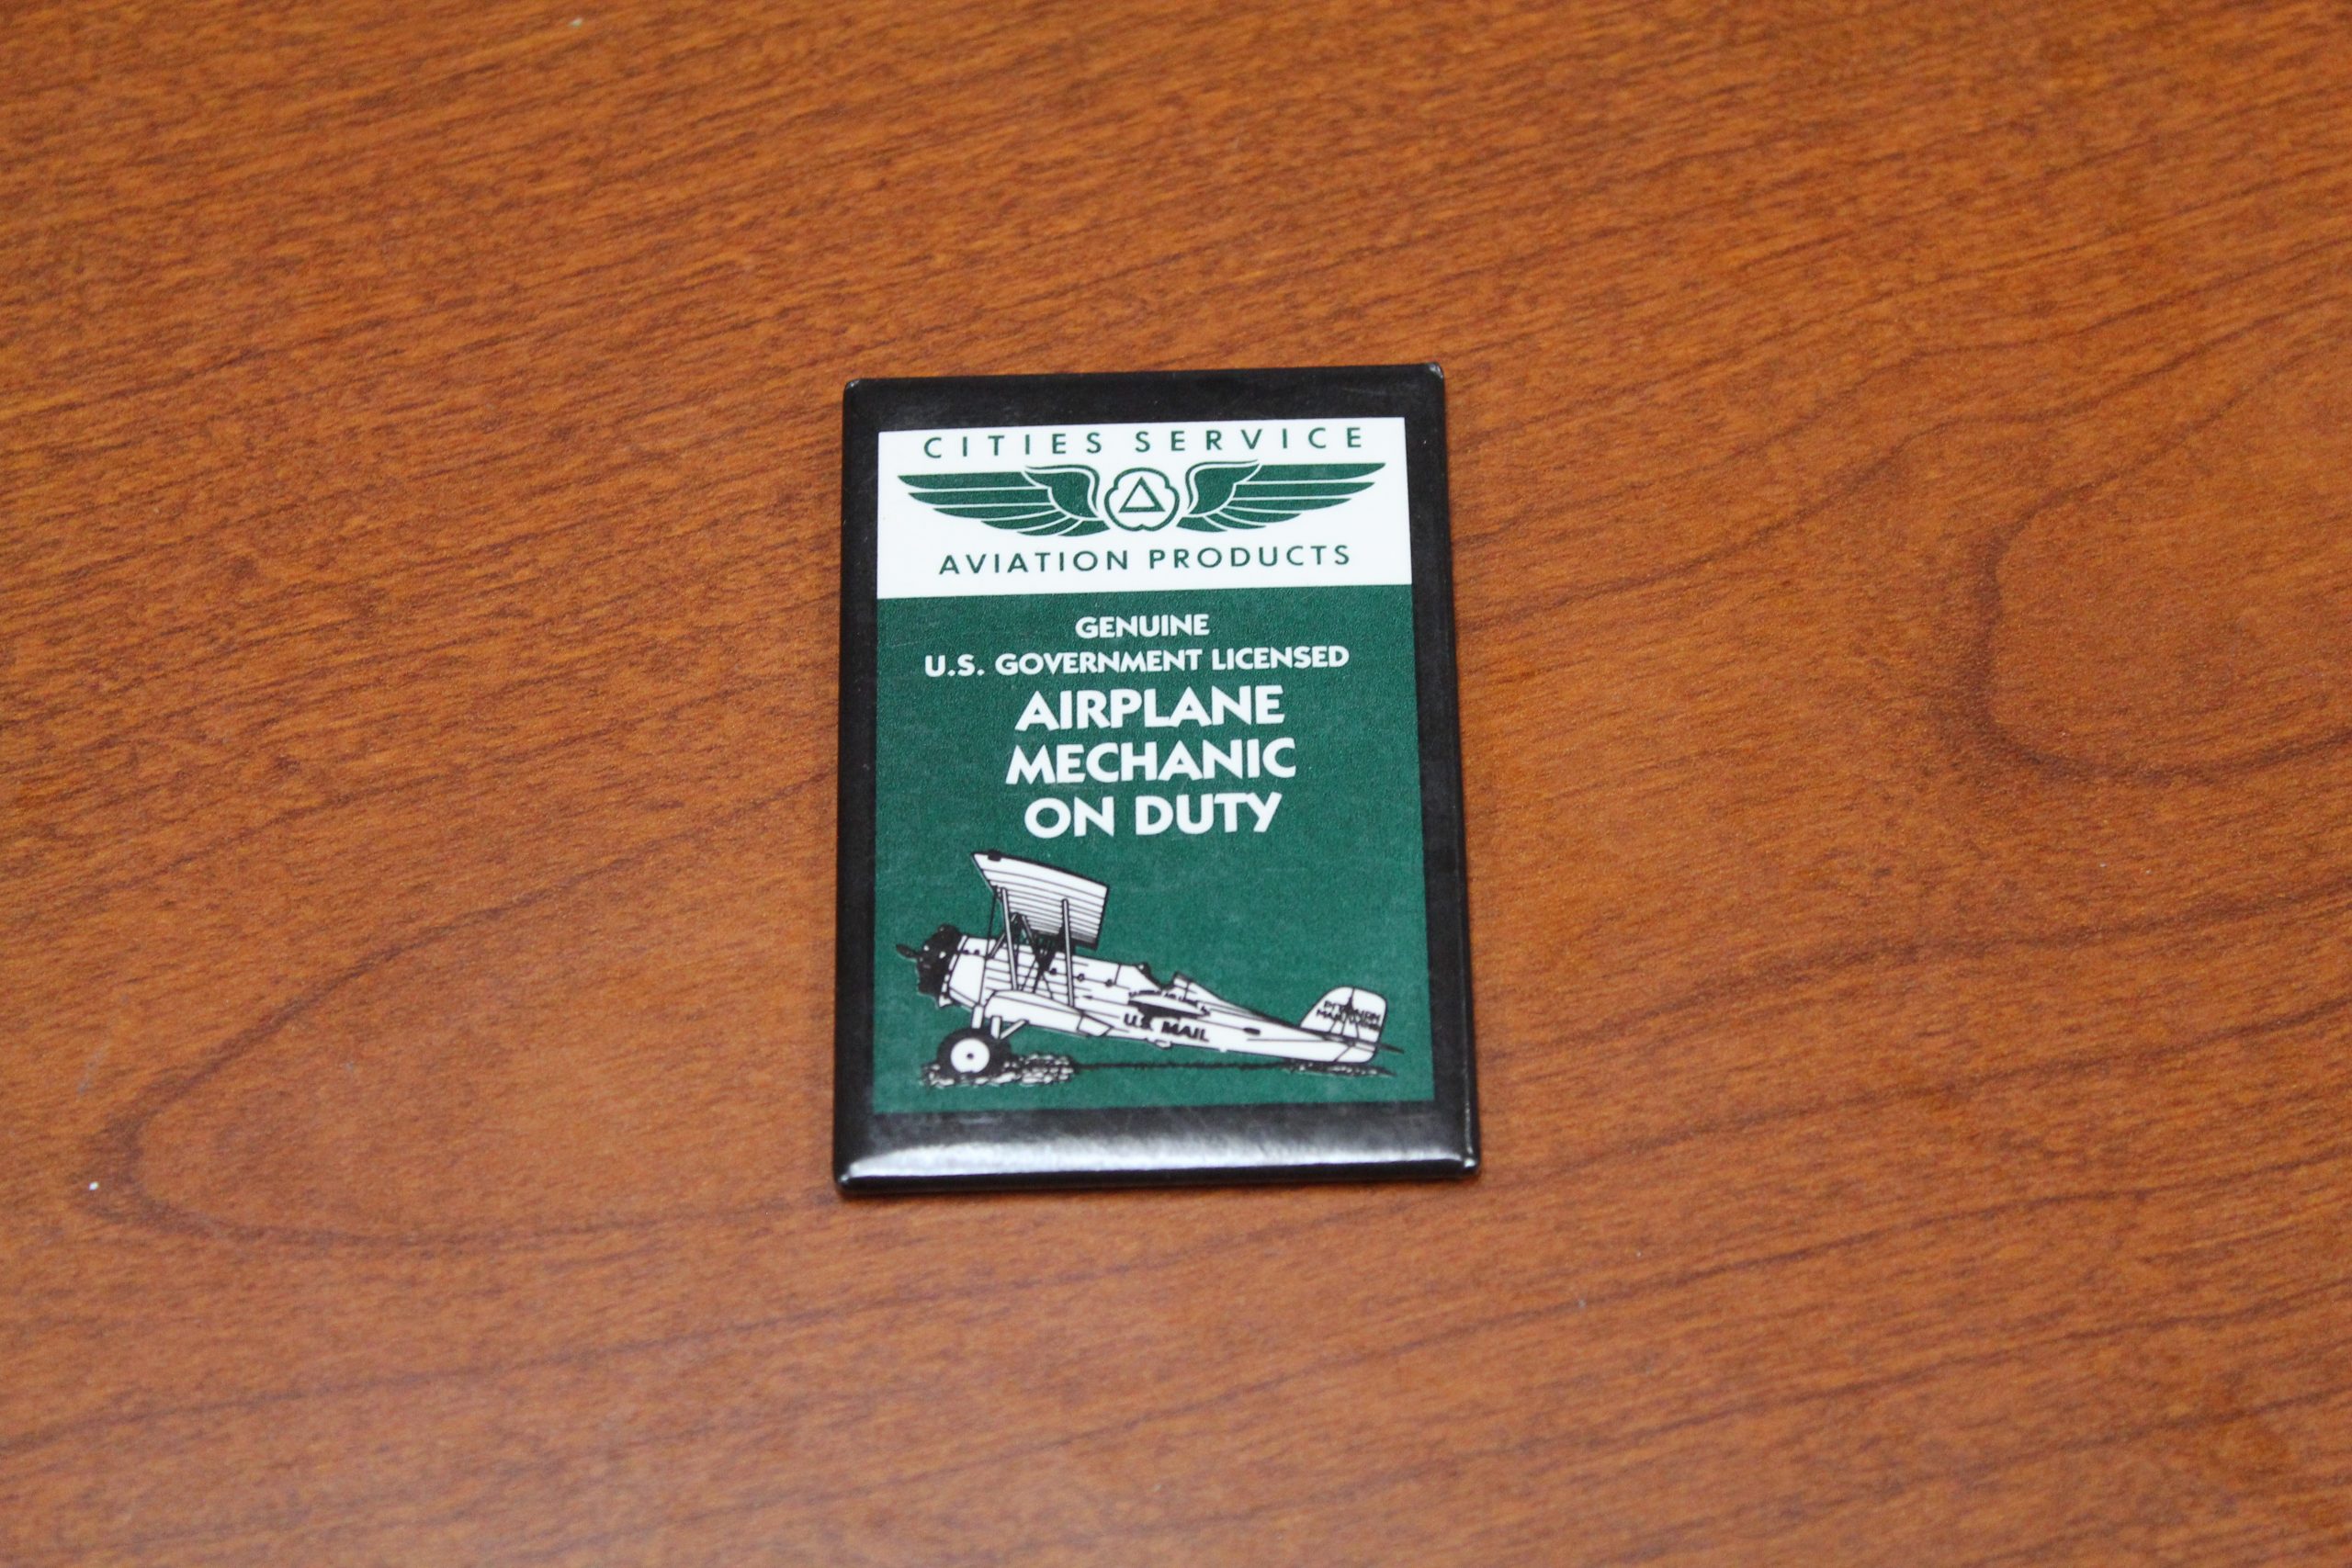 CITIES SERVICE
AVIATION PRODUCTS
GENUINE
U.S. GOVERNMENT LICENSED
AIRPLANE
MECHANIC
ON DUTY
U.S. MAIL